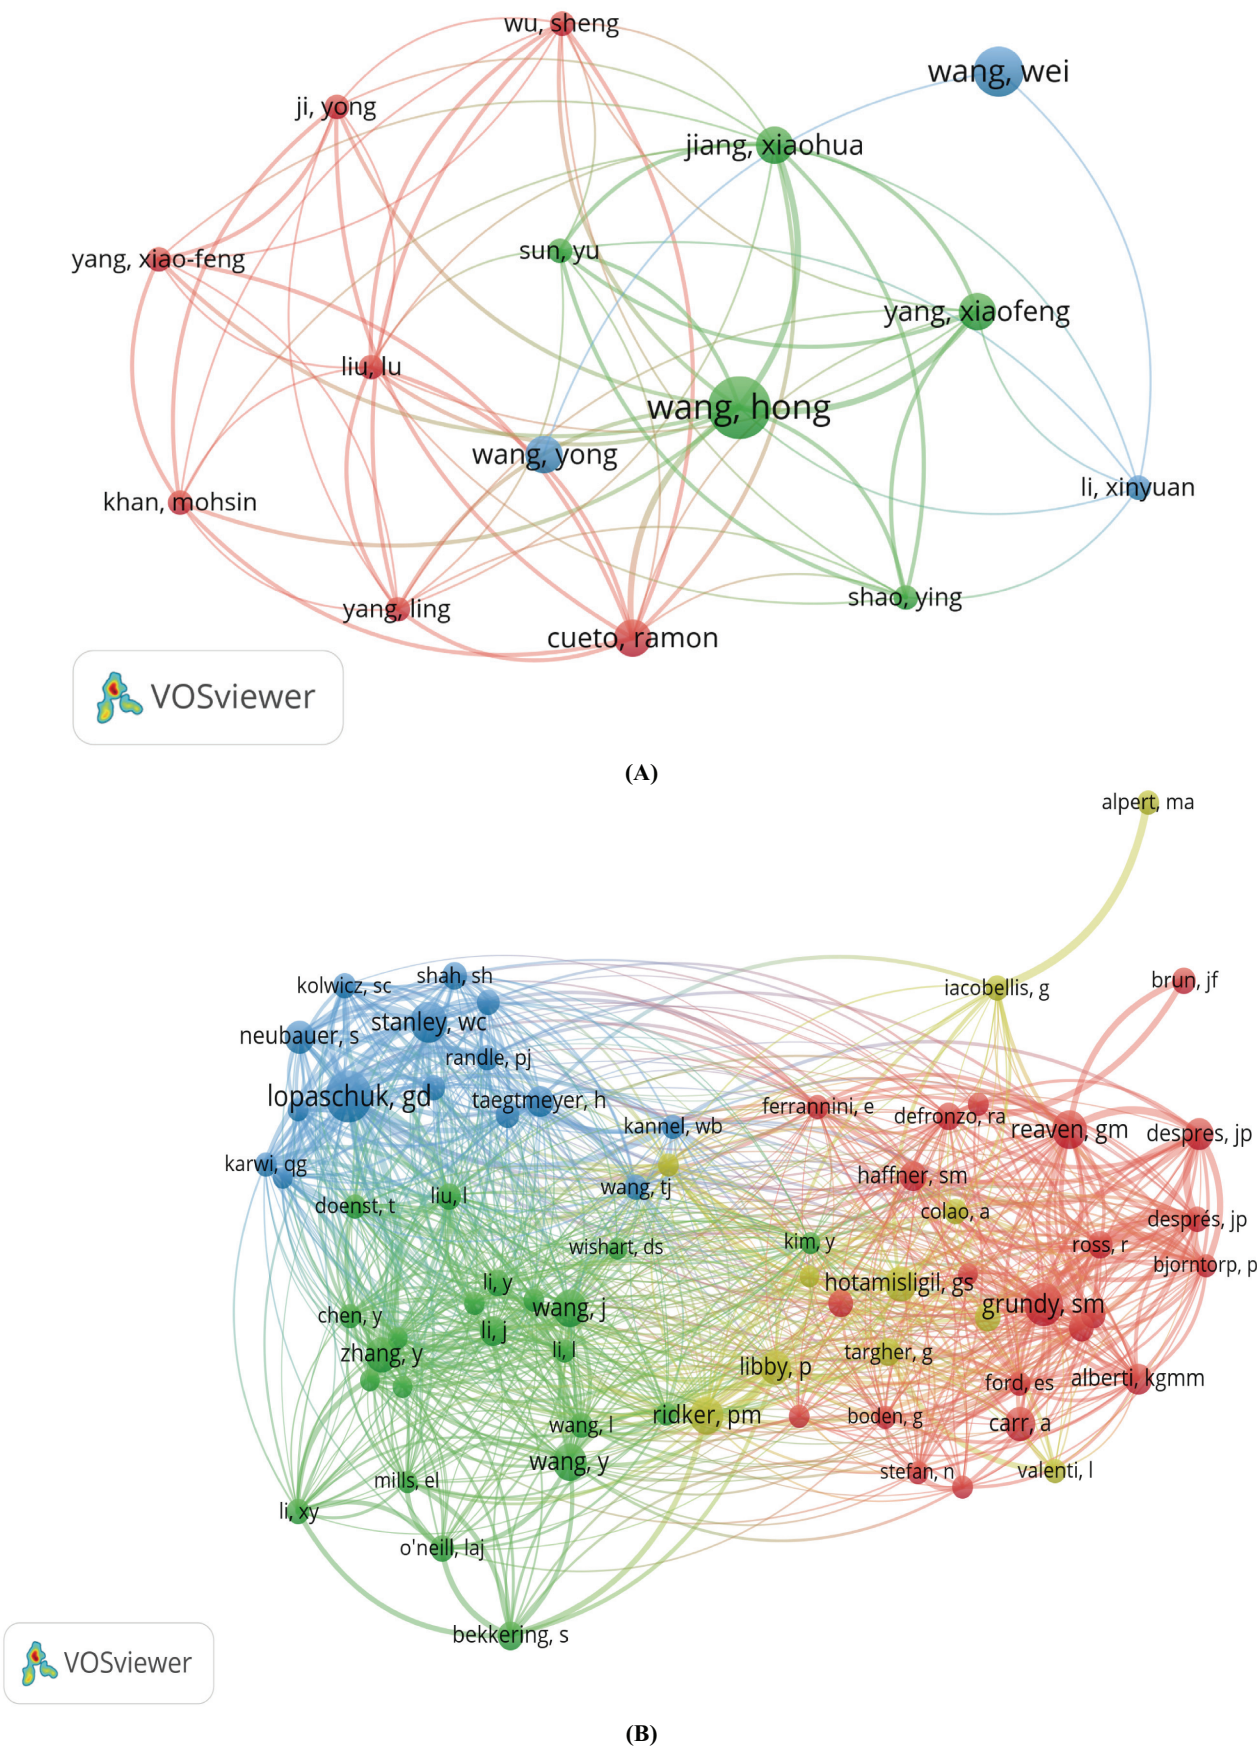 wu, sheng
wang, wei
ji, yong
jiang, xiaohua
sun, yu
yang, xiao-feng
yang, xiaofeng
liu, lu
wang, hong
wang, yong
li, xinyuan
khan, mohsin
shao, ying
yang, ling
cueto, ramon
VOSviewer
(A)
alpert, ma
shah, sh
brun, jf
kolwicz, sc
iacobellis, g
stanley, wc
neubauer, s
randle, pj
lopaschuk, gd
taegtmeyer, h
ferrannini, e
defronzo, ra
kannel, wb
reaven, gm
despres, jp
karwi, qg
haffner, sm
wang, tj
liu, l
doenst, t
colao, a
després, jp
wishart, ds
kim, y
ross, r
bjorntorp, p
li, y
hotamisligil, gs
wang, j
grundy, sm
chen, y
li, j
li, l
zhang, y
targher, g
libby, p
ford, es
alberti, kgmm
ridker, pm
boden, g
wang, l
carr, a
wang, y
stefan, n
valenti, l
mills, el
li, xy
o'neill, laj
bekkering, s
VOSviewer
(B)